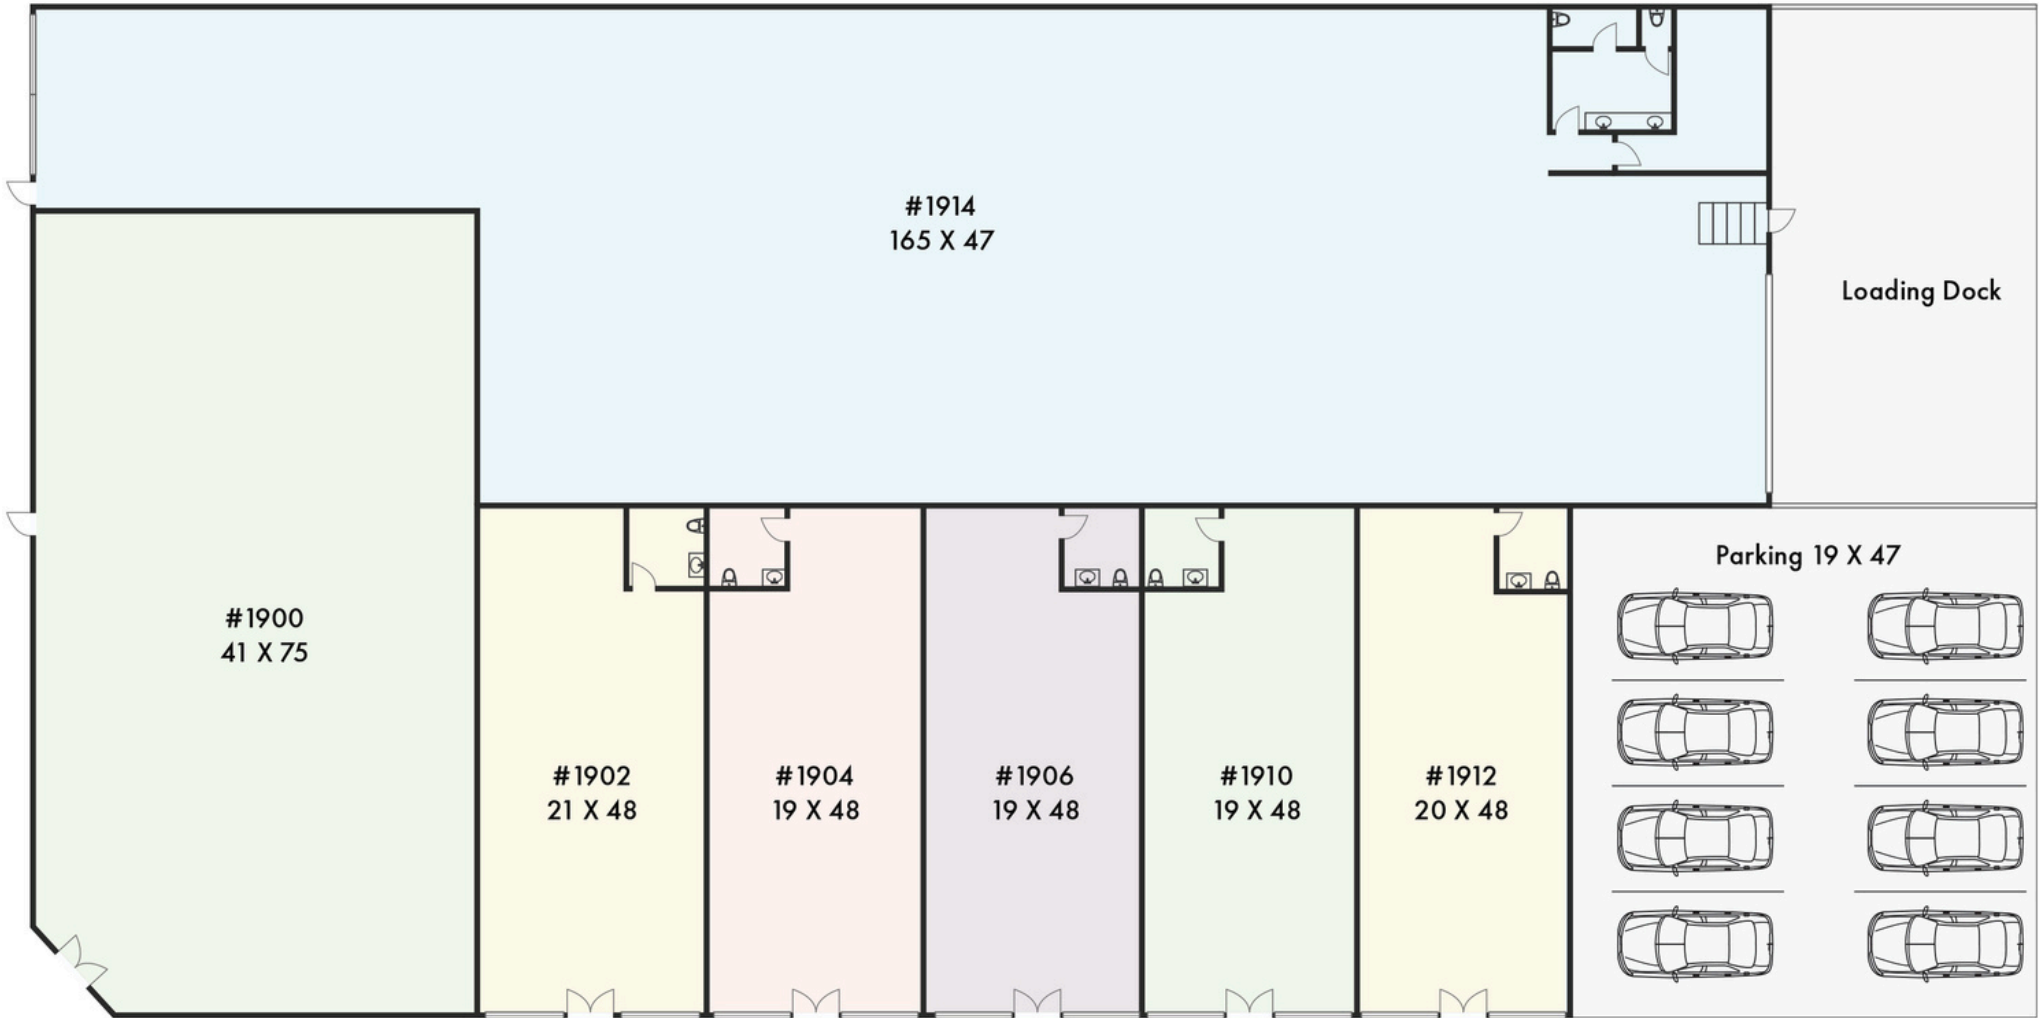 #1914
165 X 47
Loading Dock
Parking 19 X 47
#1900
41 X 75
#1902
21 X 48
#1904
19 X 48
#1906
19 X 48
#1910
19 X 48
#1912
20 X 48